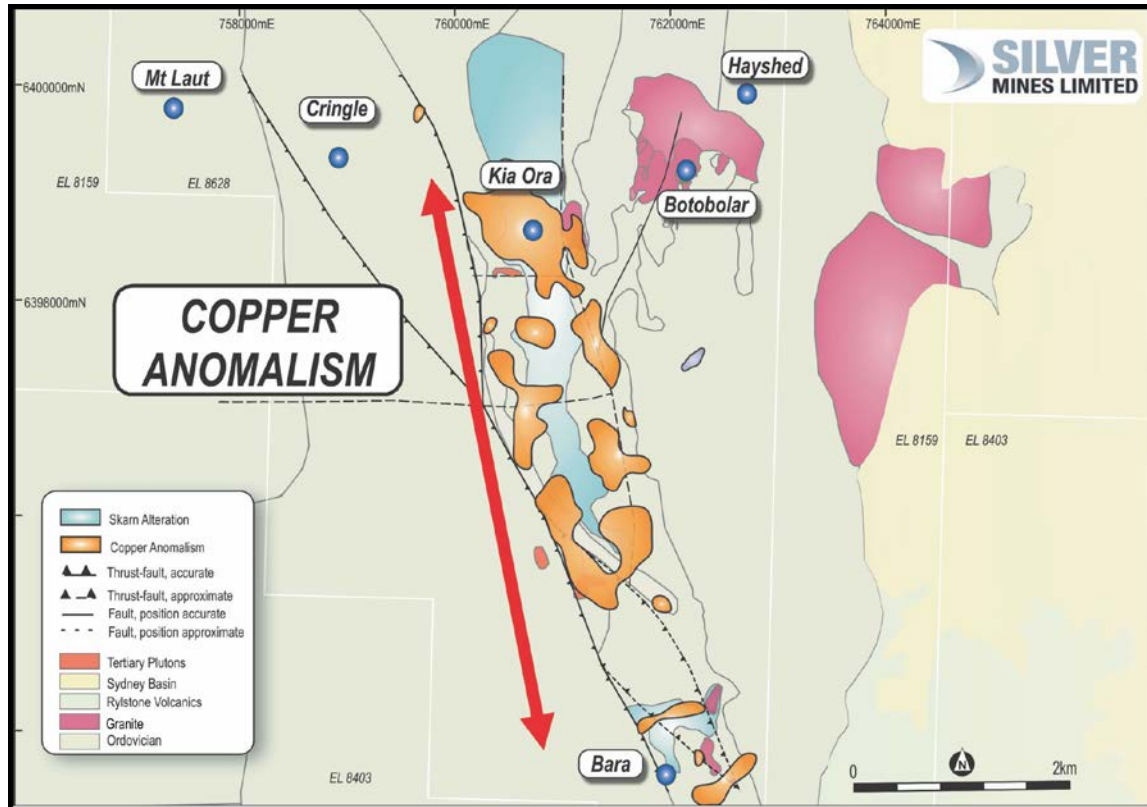 758000mE
760000mE
762000mE
764000mE
SILVER
MINES LIMITED
6400000mN
Mt Laut
Cringle
Hayshed
Kia Ora
Botobolar
EL 8159
EL 8628
6398000mN
COPPER
ANOMALISM
EL 8159
EL 8403
Skarn Alteration
Copper Anomalism
Thrust-fault, accurate
Thrust-fault, approximate
Fault, position accurate
Fault, position approximate
Tertiary Plutons
Sydney Basin
Rylstone Volcanics
Granite
Ordovician
EL 8403
Bara
N
0
2km